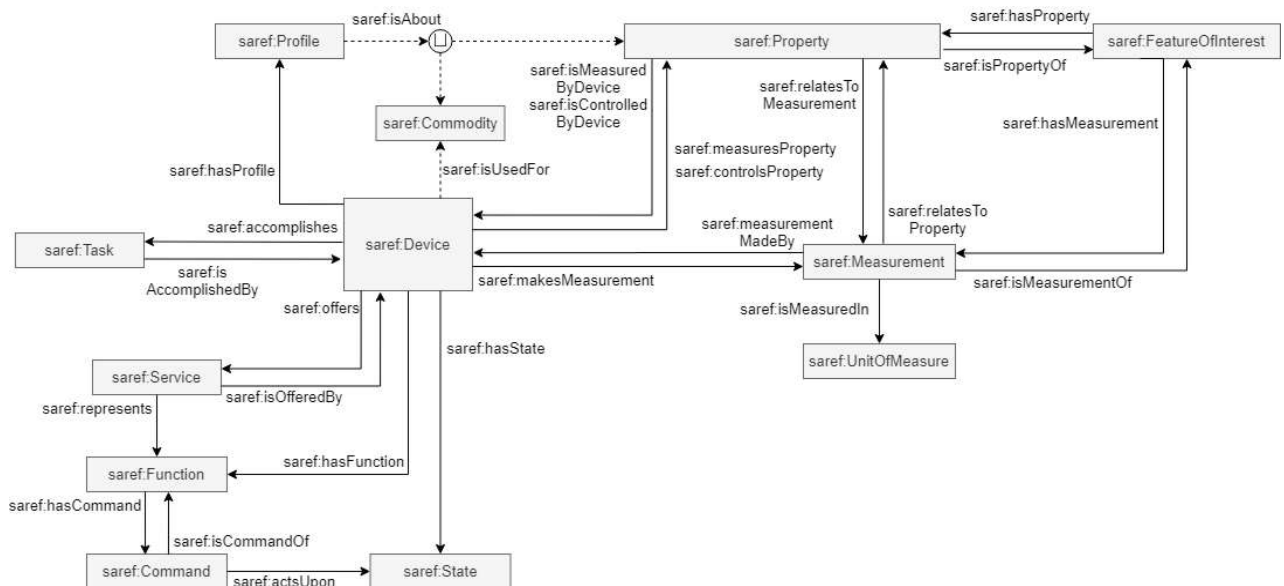 saref:isAbout
saref:hasProperty
saref:Profile
saref:Property
saref:FeatureOfInterest
saref:isPropertyOf
saref:isMeasured
ByDevice
saref:isControlled
ByDevice
saref:relatesTo
Measurement
saref:Commodity
saref:hasMeasurement
saref:measuresProperty
saref:controlsProperty
saref:hasProfile
saref:isUsedFor
saref:relatesTo
Property
saref:accomplishes
saref:measurement
MadeBy
saref:Task
saref:Device
saref:Measurement
saref:is
AccomplishedBy
saref:makesMeasurement
saref:isMeasurementOf
saref:offers
saref:isMeasuredIn
saref:hasState
saref:UnitOfMeasure
saref:Service
saref:isOfferedBy
saref:represents
saref:hasFunction
saref:Function
saref:hasCommand
saref:isCommandOf
saref:Command
saref:actsUpon
saref:State